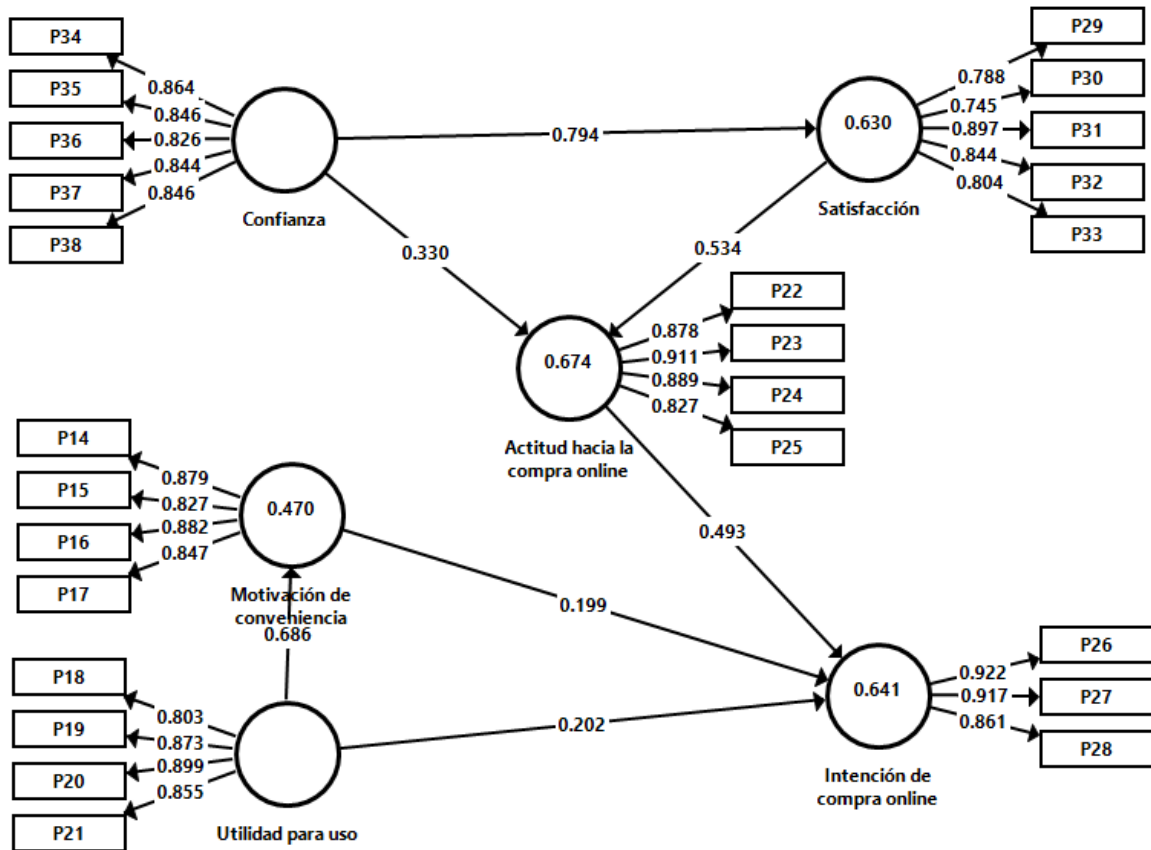 P34
P35
P36
P37
P38
0.864
0.846
0.826
0.844
0.846
Confianza
0.794
0.330
0.630
Satisfacción
0.788
0.745
0.897
0.844
0.804
P29
P30
P31
P32
P33
0.534
0.674
Actitud hacia la
compra online
0.878
0.911
0.889
0.827
P22
P23
P24
P25
P14
P15
P16
P17
0.879
0.827
0.882
0.847
0.470
Motivación de
conveniencia
0.686
0.493
0.199
P18
P19
P20
P21
0.803
0.873
0.899
0.855
Utilidad para uso
0.202
0.641
Intención de
compra online
0.922
0.917
0.861
P26
P27
P28